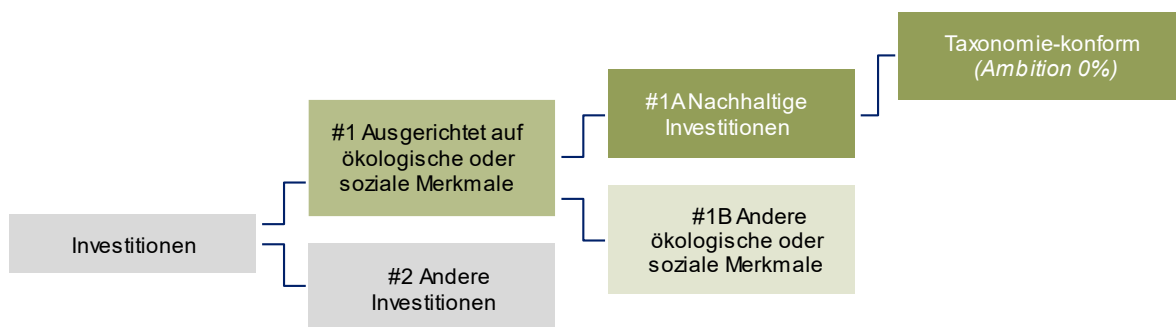 Investitionen
#1 Ausgerichtet auf
ökologische oder
soziale Merkmale
#2 Andere
Investitionen
#1A Nachhaltige
Investitionen
#1B Andere
ökologische oder
soziale Merkmale
Taxonomie-konform
(Ambition 0%)